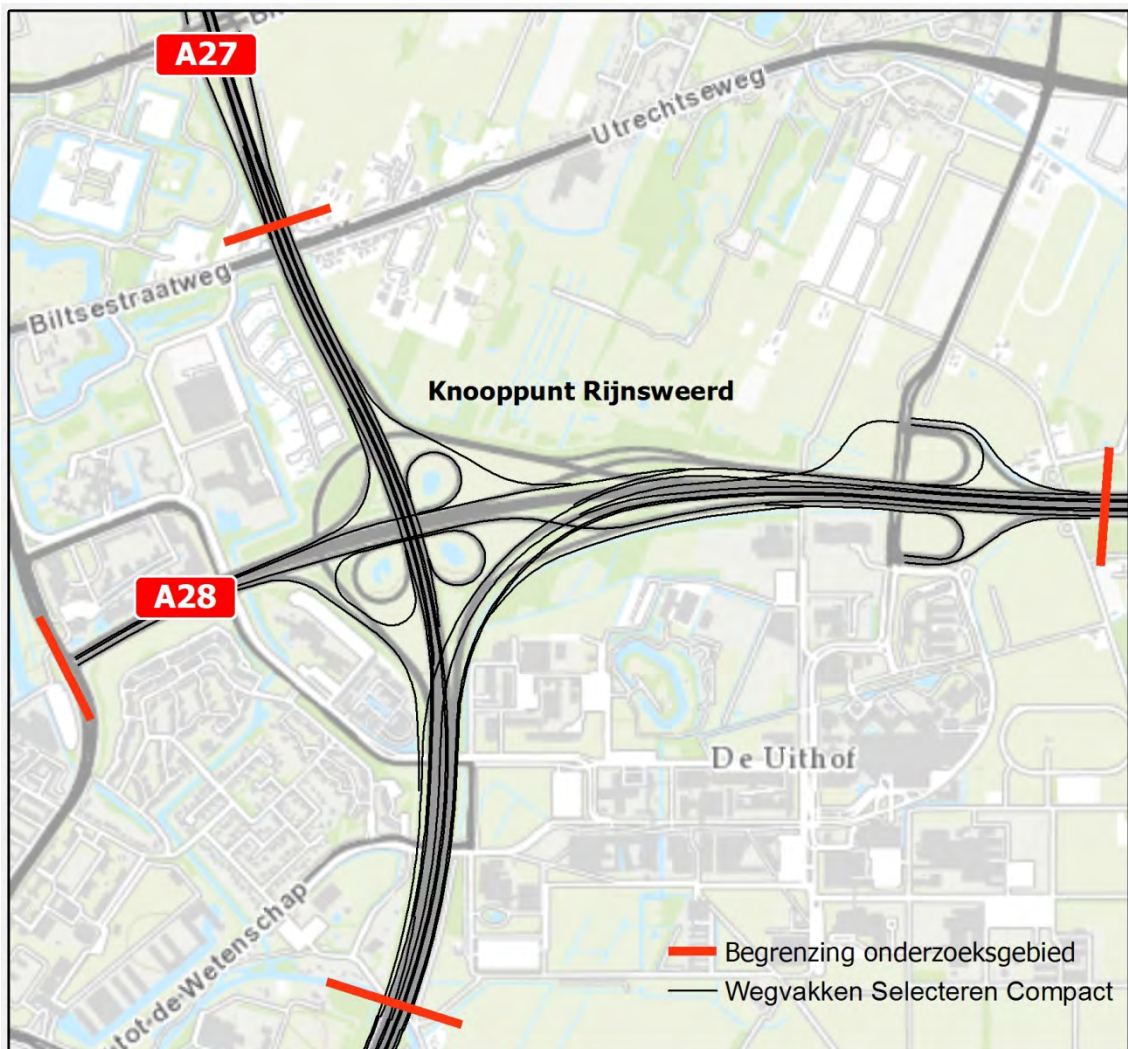 A27
Utrechtseweg
Biltsestraatweg
Knooppunt Rijnsweerd
A28
De Uithof
Begrenzing onderzoeksgebied
Wegvakken Selecteren Compact